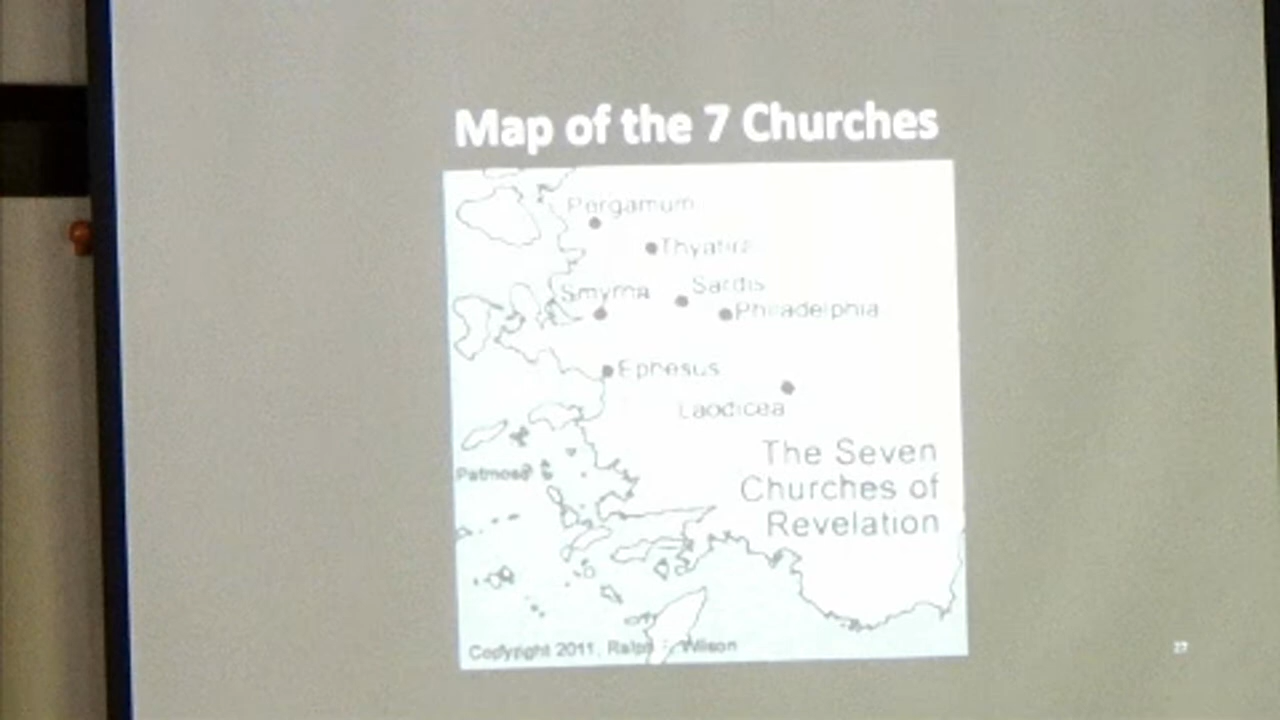 Map of the 7 Churches
Pergamum
Thyatira
Sardis
Smyrna
Philadelphia
Ephesus
Laodicea
The Seven
Churches of
Revelation
Patmos
Copyright 2011, Ralph Wilson
27